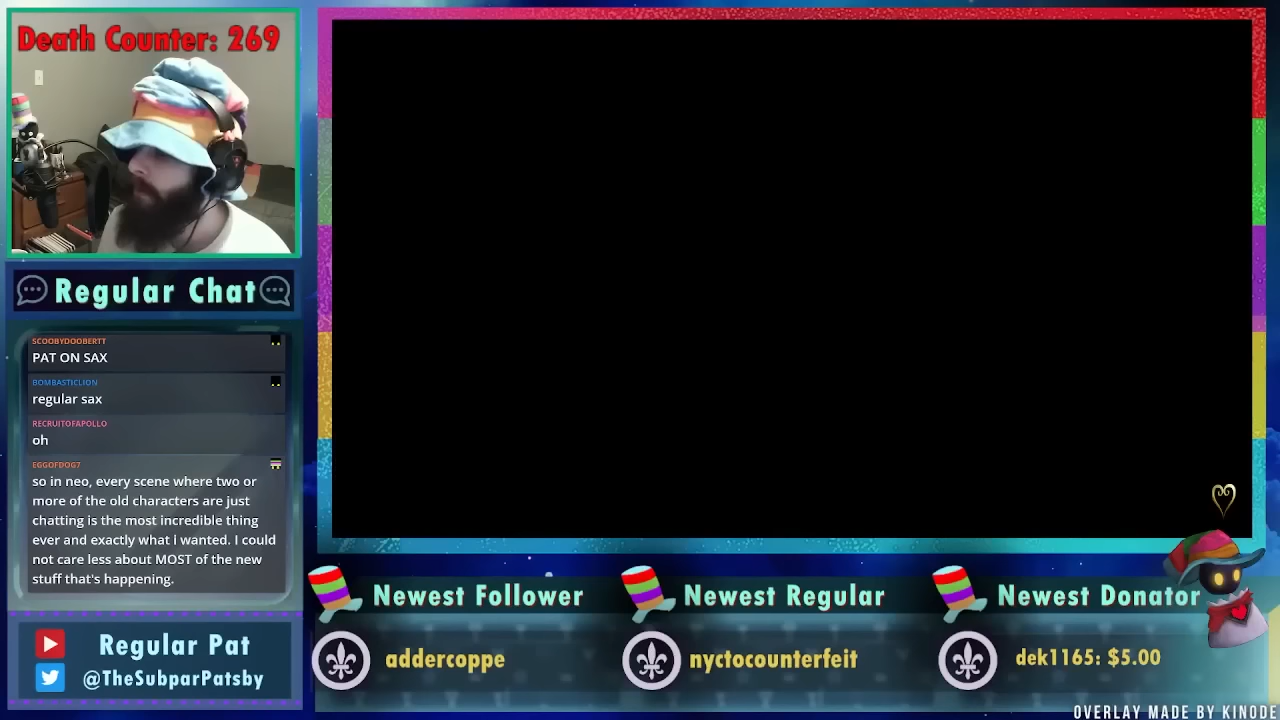 Death Counter: 269
Regular Chat
SCOOBYDOOBERTT
PAT ON SAX
BOMBASTICLION
regular sax
RECRUITOFAPOLLO
oh
EGGOFDOG7
so in neo, every scene where two or
more of the old characters are just
chatting is the most incredible thing
ever and exactly what i wanted. I could
not care less about MOST of the new
stuff that's happening.
Regular Pat
@TheSubparPatsby
Newest Follower
addercoppe
Newest Regular
nyctocounterfeit
Newest Donator
dek1165: $5.00
OVERLAY MADE BY KINODE